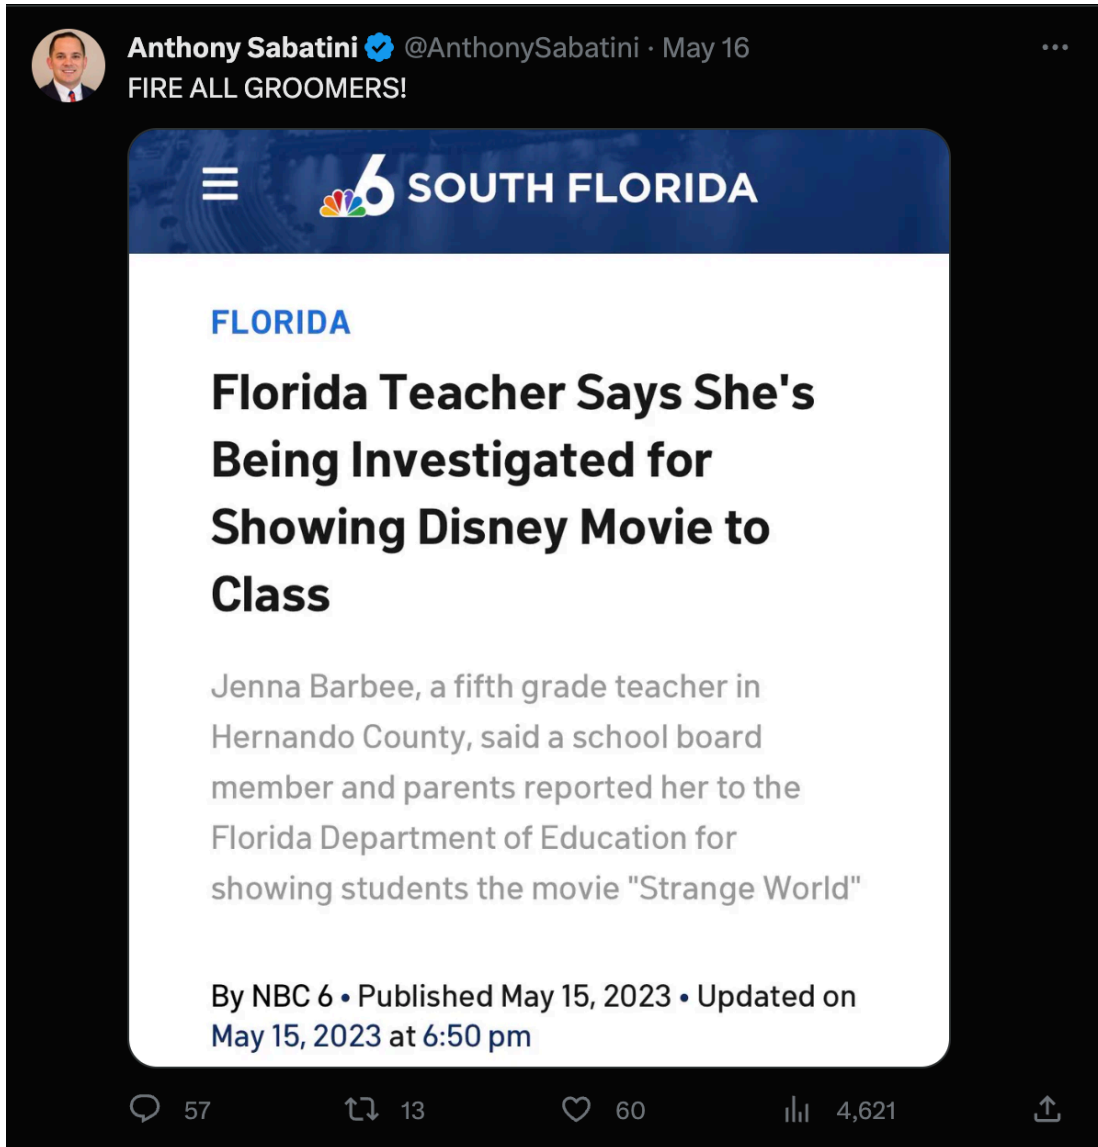 Anthony Sabatini @AnthonySabatini · May 16
FIRE ALL GROOMERS!
6 SOUTH FLORIDA
FLORIDA
Florida Teacher Says She's
Being Investigated for
Showing Disney Movie to
Class
Jenna Barbee, a fifth grade teacher in
Hernando County, said a school board
member and parents reported her to the
Florida Department of Education for
showing students the movie "Strange World"
By NBC 6 • Published May 15, 2023 • Updated on
May 15, 2023 at 6:50 pm
57 13 60 4,621